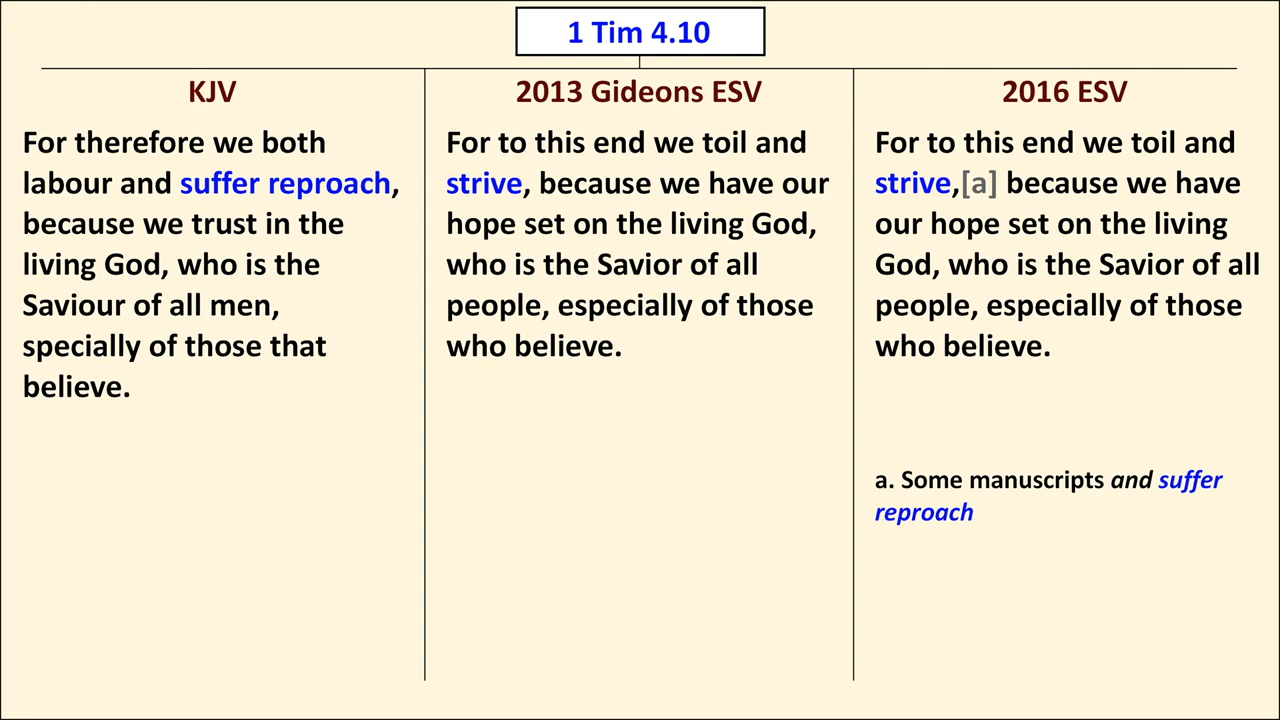 1 Tim 4.10
KJV
For therefore we both
labour and suffer reproach,
because we trust in the
living God, who is the
Saviour of all men,
specially of those that
believe.
2013 Gideons ESV
For to this end we toil and
strive, because we have our
hope set on the living God,
who is the Savior of all
people, especially of those
who believe.
2016 ESV
For to this end we toil and
strive,[a] because we have
our hope set on the living
God, who is the Savior of all
people, especially of those
who believe.
a. Some manuscripts and suffer
reproach